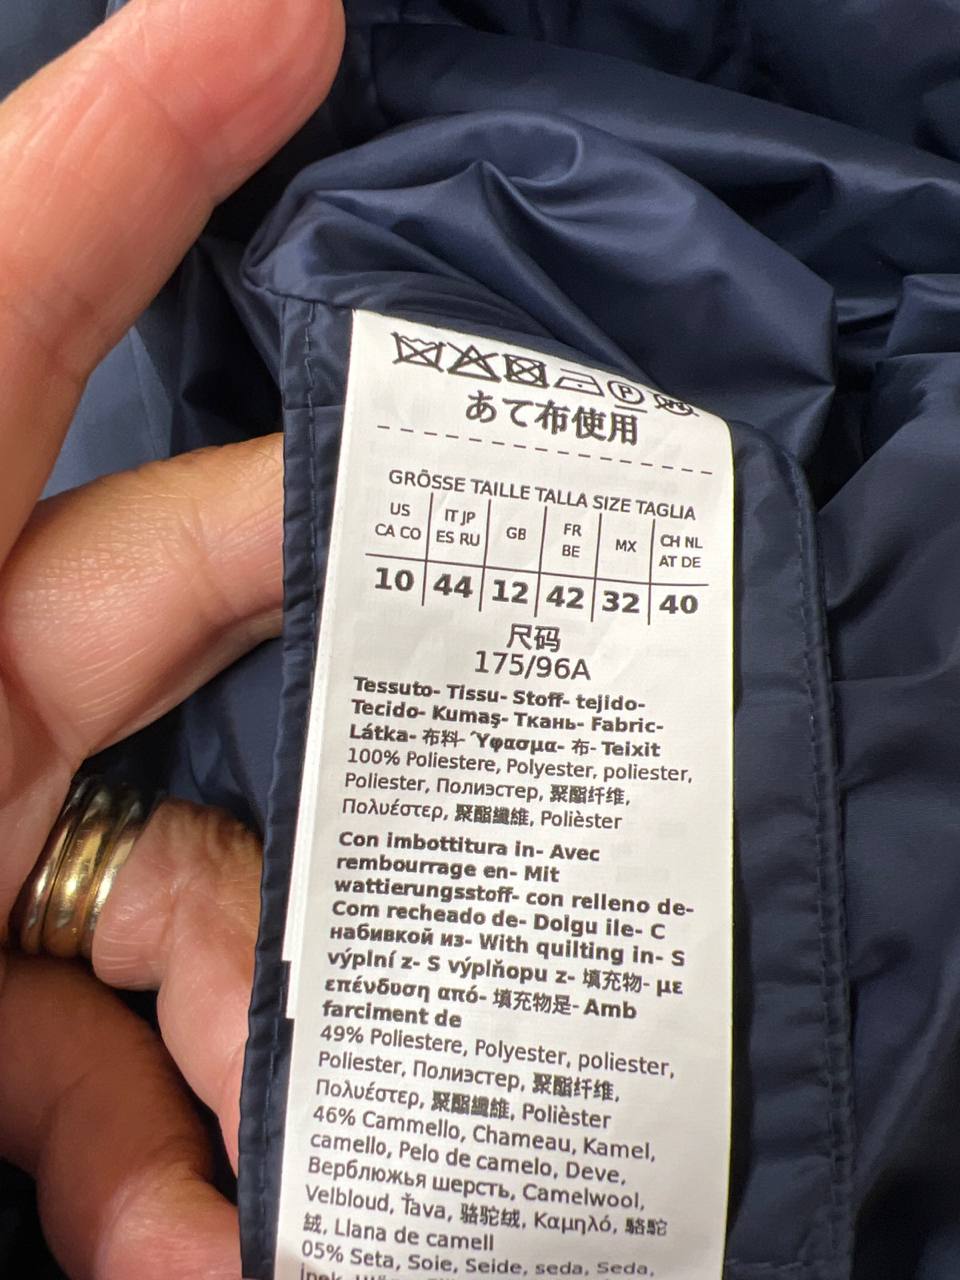 P
あて布使用
GRÖSSE TAILLE TALLA SIZE TAGLIA
US CA CO | IT JP ES RU | GB | FR BE | MX | CH NL AT DE
10 | 44 | 12 | 42 | 32 | 40
尺码
175/96A
Tessuto- Tissu- Stoff- tejido-
Tecido- Kumaş- Ткань- Fabric-
Látka- 布料- Ύφασμα- 布- Teixit
100% Poliestere, Polyester, poliester,
Poliester, Полиэстер, 聚酯纤维,
Πολυέστερ, 聚酯纖維, Polièster
Con imbottitura in- Avec
rembourrage en- Mit
wattierungsstoff- con relleno de-
Com recheado de- Dolgu ile- С
набивкой из- With quilting in- S
výplní z- S výplňopu z- 填充物- με
επένδυση από- 填充物是- Amb
farciment de
49% Poliestere, Polyester, poliester,
Poliester, Полиэстер, 聚酯纤维,
Πολυέστερ, 聚酯纖維, Polièster
46% Cammello, Chameau, Kamel,
camello, Pelo de camelo, Deve,
Верблюжья шерсть, Camelwool,
Velbloud, Ťava, 骆驼绒, Καμηλό, 駱駝
絨, Llana de camell
05% Seta, Soie, Seide, seda, Seda,